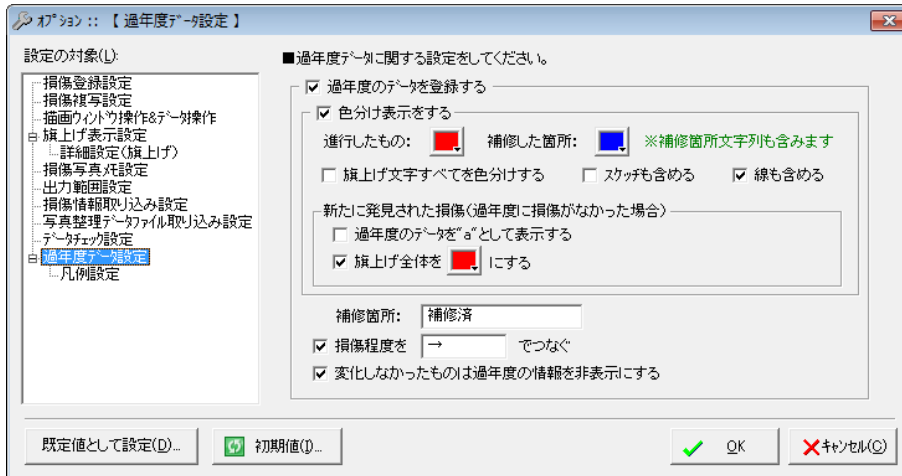 ｵﾌﾟｼｮﾝ :: 【 過年度ﾃﾞｰﾀ設定 】
設定の対象(L):
損傷登録設定
損傷複写設定
描画ｳｨﾝﾄﾞｳ操作&ﾃﾞｰﾀ操作
旗上げ表示設定
詳細設定(旗上げ)
損傷写真ﾒﾓ設定
出力範囲設定
損傷情報取り込み設定
写真整理ﾃﾞｰﾀﾌｧｲﾙ取り込み設定
ﾃﾞｰﾀﾁｪｯｸ設定
過年度ﾃﾞｰﾀ設定
凡例設定
■過年度ﾃﾞｰﾀに関する設定をしてください。
過年度のﾃﾞｰﾀを登録する
色分け表示をする
進行したもの: 補修した箇所: ※補修箇所文字列も含みます
旗上げ文字すべてを色分けする ｽｹｯﾁも含める 線も含める
新たに発見された損傷(過年度に損傷がなかった場合)
過年度のﾃﾞｰﾀを"a"として表示する
旗上げ全体を にする
補修箇所: 補修済
損傷程度を → でつなぐ
変化しなかったものは過年度の情報を非表示にする
既定値として設定(D)... 初期値(I)... OK ｷｬﾝｾﾙ(C)